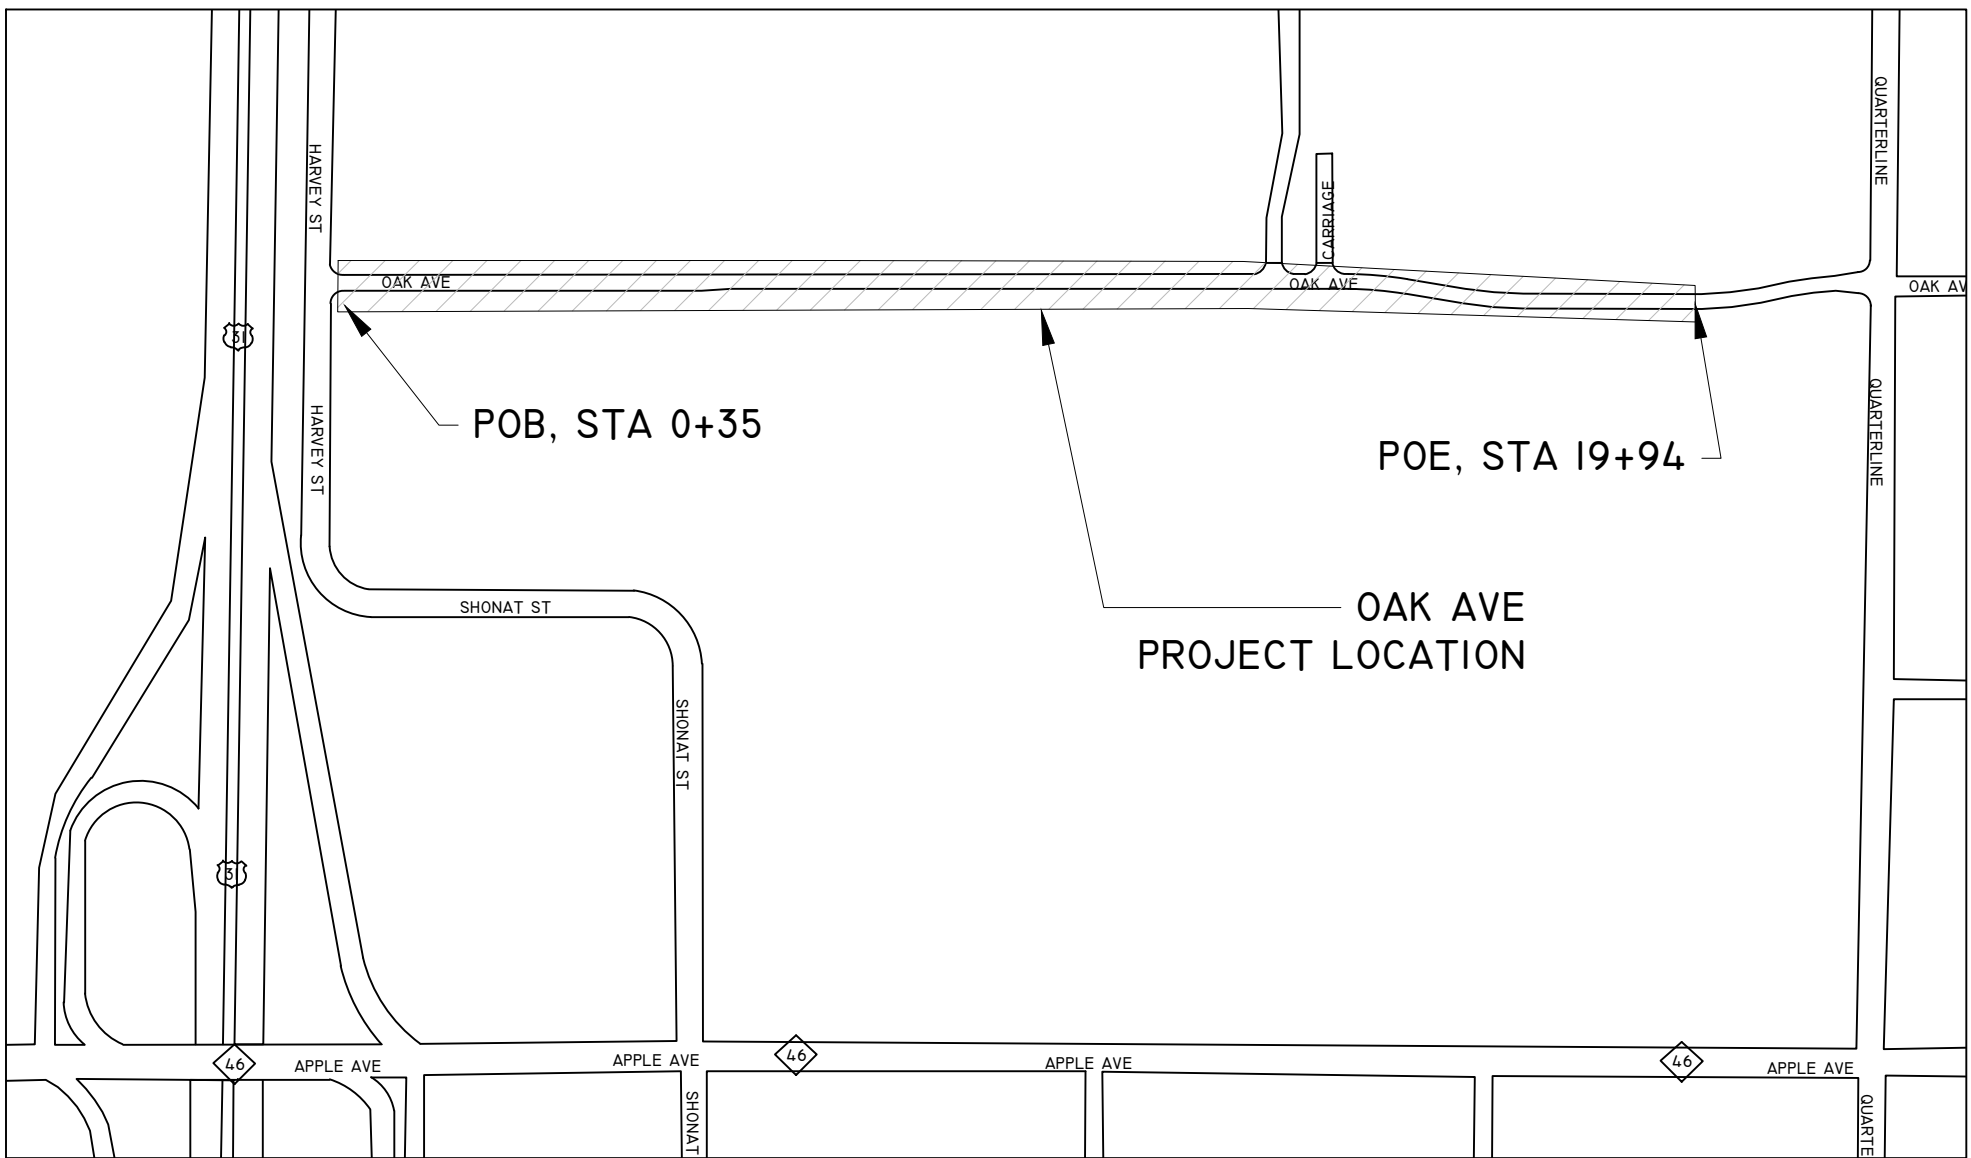 QUARTERLINE
HARVEY ST
CARRIAGE
OAK AVE
OAK AVE
OAK AV
31
QUARTERLINE
HARVEY ST
POB, STA 0+35
POE, STA 19+94
SHONAT ST
OAK AVE
PROJECT LOCATION
SHONAT ST
31
46
APPLE AVE
APPLE AVE
46
APPLE AVE
46
APPLE AVE
SHONAT
QUARTE